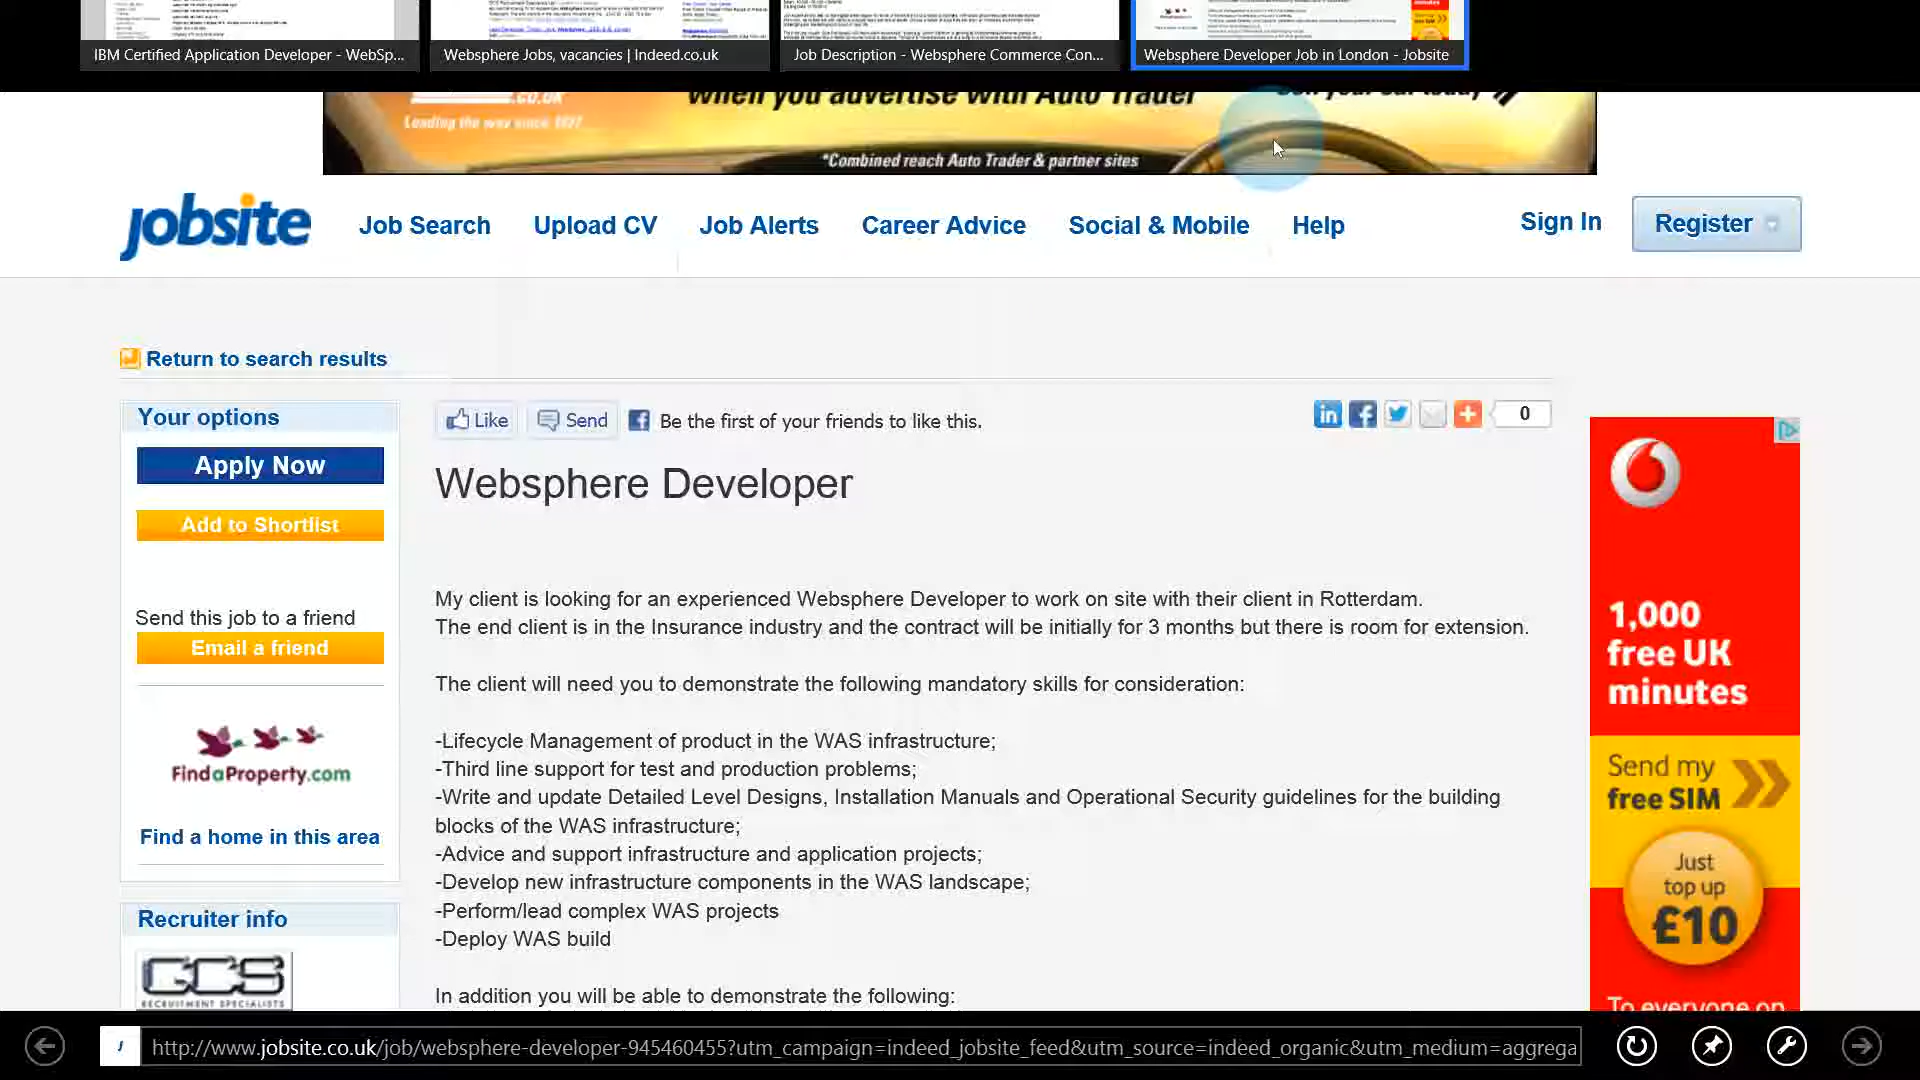 IBM Certified Application Developer - WebSp...
Websphere Jobs, vacancies | Indeed.co.uk
Job Description - Websphere Commerce Con...
Websphere Developer Job in London - Jobsite
.CO.UK
Leading the way since 1977
when you advertise with Auto Trader
*Combined reach Auto Trader & partner sites
jobsite
Job Search
Upload CV
Job Alerts
Career Advice
Social & Mobile
Help
Sign In
Register
Return to search results
Your options
Apply Now
Add to Shortlist
Send this job to a friend
Email a friend
FindaProperty.com
Find a home in this area
Recruiter info
GCS
RECRUITMENT SPECIALISTS
Like
Send
Be the first of your friends to like this.
0
Websphere Developer
My client is looking for an experienced Websphere Developer to work on site with their client in Rotterdam.
The end client is in the Insurance industry and the contract will be initially for 3 months but there is room for extension.
The client will need you to demonstrate the following mandatory skills for consideration:
-Lifecycle Management of product in the WAS infrastructure;
-Third line support for test and production problems;
-Write and update Detailed Level Designs, Installation Manuals and Operational Security guidelines for the building
blocks of the WAS infrastructure;
-Advice and support infrastructure and application projects;
-Develop new infrastructure components in the WAS landscape;
-Perform/lead complex WAS projects
-Deploy WAS build
In addition you will be able to demonstrate the following:
1,000
free UK
minutes
Send my
free SIM
Just
top up
£10
To everyone on
http://www.jobsite.co.uk/job/websphere-developer-945460455?utm_campaign=indeed_jobsite_feed&utm_source=indeed_organic&utm_medium=aggrega